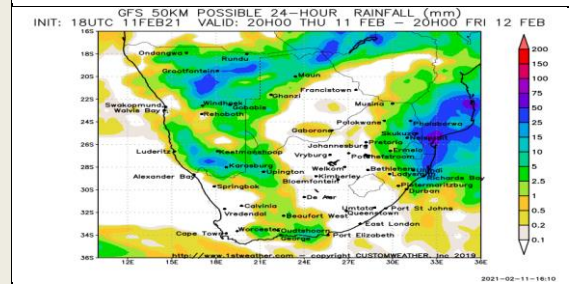 GFS 50KM POSSIBLE 24-HOUR RAINFALL (mm)
INIT: 18UTC 11FEB21 VALID: 20H00 THU 11 FEB - 20H00 FRI 12 FEB
16S
Ondangwa
Rundu
18S
Grootfontein
Maun
20S
Francistown
Ghanzi
22S
Swakopmund
Windhoek
Gobabis
Musina
Walvis Bay
Rehoboth
Polokwane
Phalaborwa
24S
Skukuza
Gaborone
Pretoria
Nelspruit
26S
Johannesburg
Ermelo
Luderitz
Keetmanshoop
Vryburg
Potchefstroom
Karasburg
Welkom
Bethlehem
28S
Alexander Bay
Upington
Kimberley
Ladysmith
Richards Bay
Bloemfontein
Pietermaritzburg
Springbok
Durban
30S
De Aar
Calvinia
Umtata
Port St Johns
Vredendal
Beaufort West
Queenstown
32S
East London
Worcester
Oudtshoorn
Cape Town
George
Port Elizabeth
34S
http://www.1stweather.com - copyright CUSTOMWEATHER, Inc 2019
36S
12E 15E 18E 21E 24E 27E 30E 33E 36E
200
150
100
75
50
25
15
10
5
2.5
1
0.5
0.2
0.1
2021-02-11-16:10